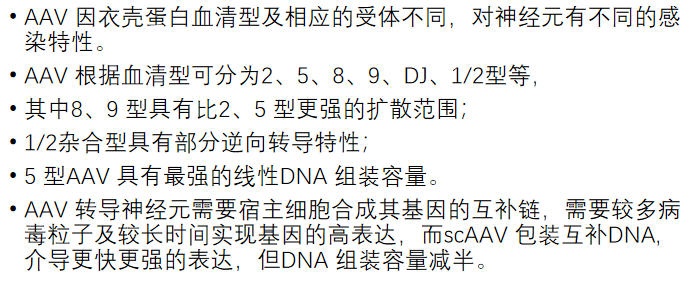 • AAV 因衣壳蛋白血清型及相应的受体不同，对神经元有不同的感
染特性。
• AAV 根据血清型可分为2、5、8、9、DJ、1/2型等，
• 其中8、9 型具有比2、5 型更强的扩散范围；
• 1/2杂合型具有部分逆向转导特性；
• 5 型AAV 具有最强的线性DNA 组装容量。
• AAV 转导神经元需要宿主细胞合成其基因的互补链，需要较多病
毒粒子及较长时间实现基因的高表达，而scAAV 包装互补DNA,
介导更快更强的表达，但DNA 组装容量减半。